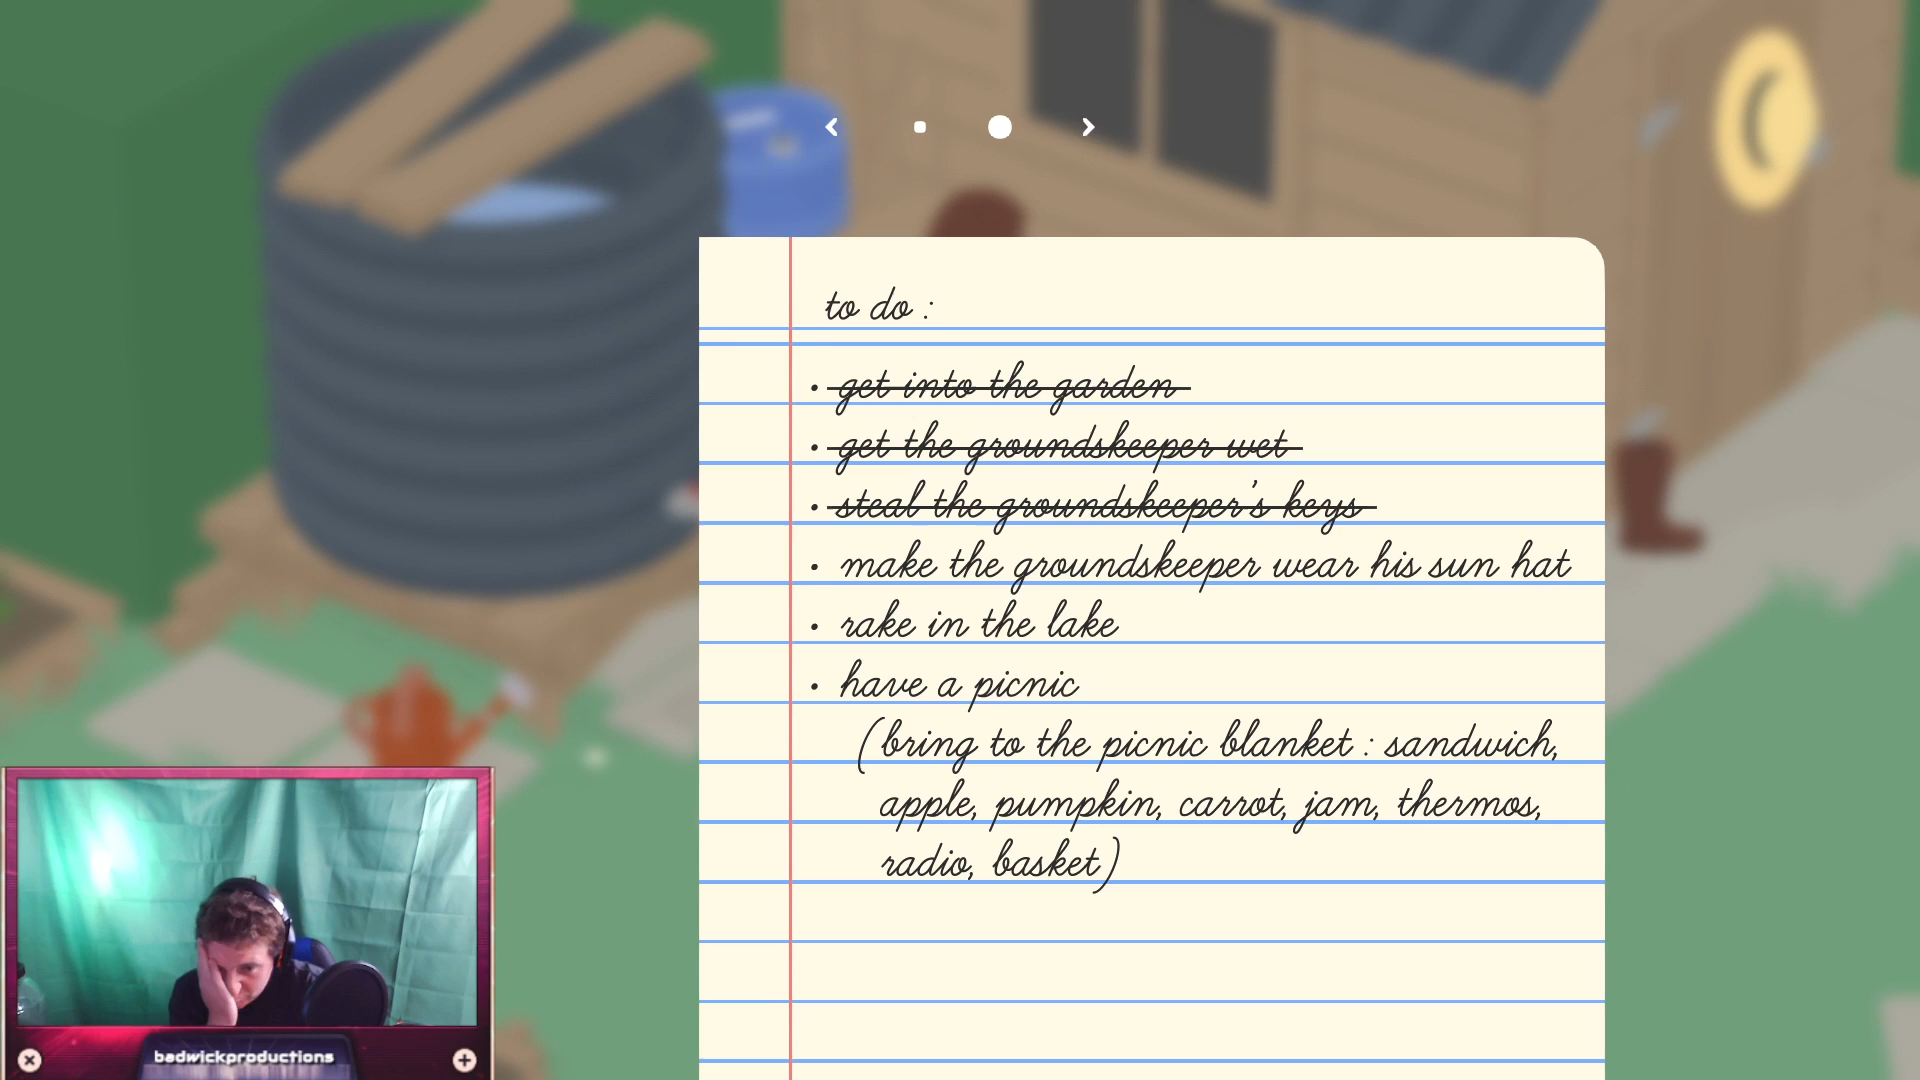 to do :
• get into the garden
• get the groundskeeper wet
• steal the groundskeeper's keys
• make the groundskeeper wear his sun hat
• rake in the lake
• have a picnic
(bring to the picnic blanket : sandwich,
apple, pumpkin, carrot, jam, thermos,
radio, basket)
badwickproductions